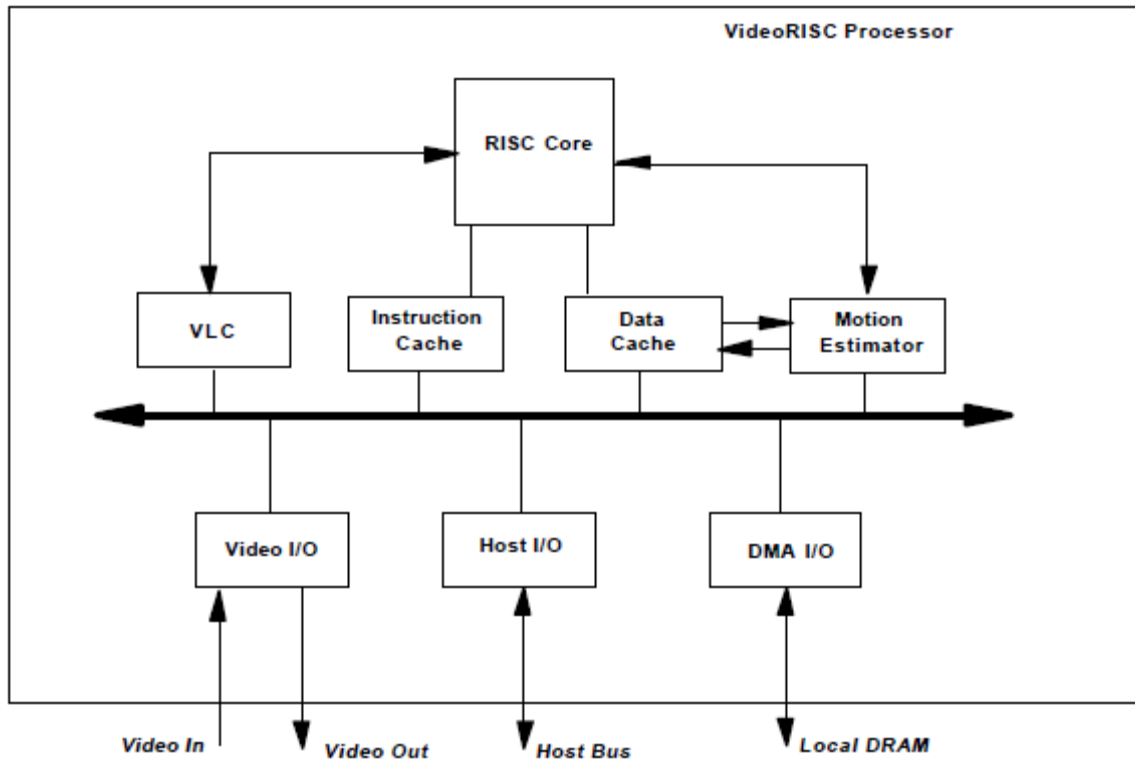 VideoRISC Processor
RISC Core
VLC
Instruction
Cache
Data
Cache
Motion
Estimator
Video I/O
Host I/O
DMA I/O
Video In
Video Out
Host Bus
Local DRAM